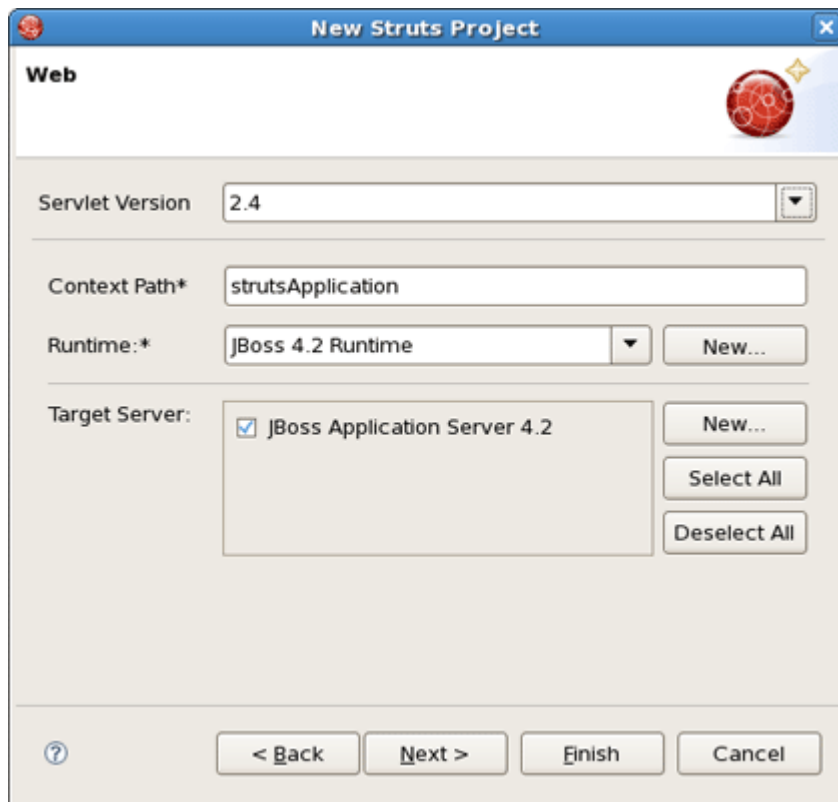 New Struts Project
Web
Servlet Version 2.4
Context Path* strutsApplication
Runtime:* JBoss 4.2 Runtime New...
Target Server: JBoss Application Server 4.2 New...
Select All
Deselect All
? < Back Next > Finish Cancel